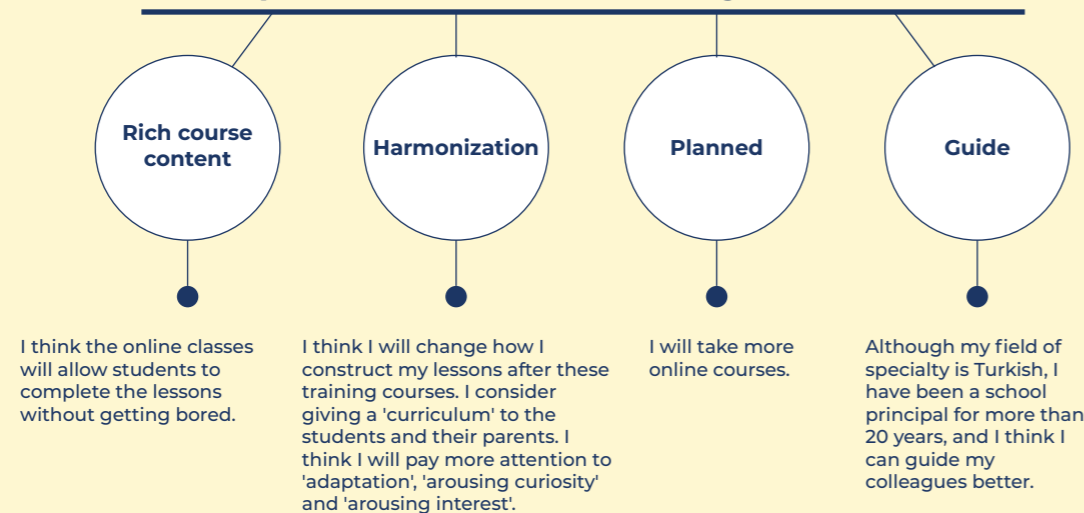 Rich course
content
Harmonization
Planned
Guide
I think the online classes
will allow students to
complete the lessons
without getting bored.
I think I will change how I
construct my lessons after these
training courses. I consider
giving a 'curriculum' to the
students and their parents. I
think I will pay more attention to
'adaptation', 'arousing curiosity'
and 'arousing interest'.
I will take more
online courses.
Although my field of
specialty is Turkish, I
have been a school
principal for more than
20 years, and I think I
can guide my
colleagues better.